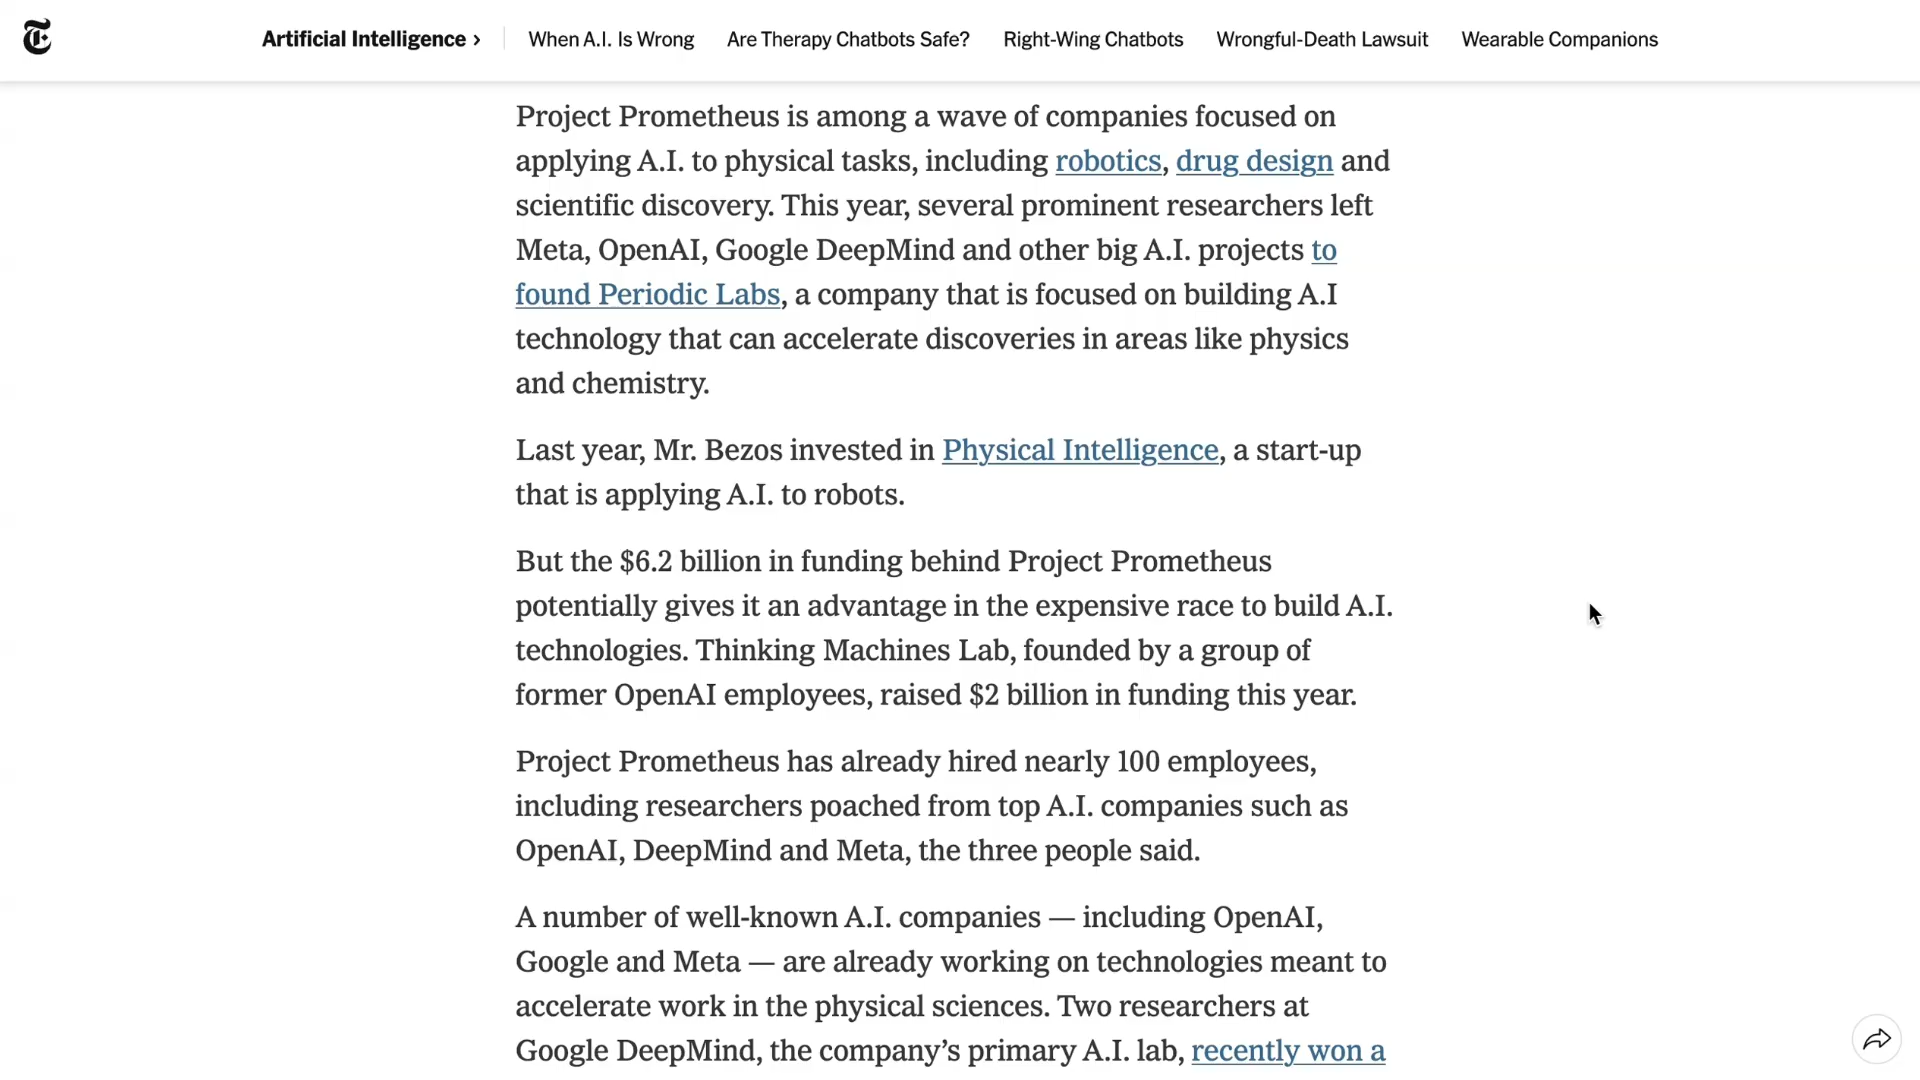 Artificial Intelligence ›
When A.I. Is Wrong
Are Therapy Chatbots Safe?
Right-Wing Chatbots
Wrongful-Death Lawsuit
Wearable Companions
Project Prometheus is among a wave of companies focused on
applying A.I. to physical tasks, including robotics, drug design and
scientific discovery. This year, several prominent researchers left
Meta, OpenAI, Google DeepMind and other big A.I. projects to
found Periodic Labs, a company that is focused on building A.I
technology that can accelerate discoveries in areas like physics
and chemistry.
Last year, Mr. Bezos invested in Physical Intelligence, a start-up
that is applying A.I. to robots.
But the $6.2 billion in funding behind Project Prometheus
potentially gives it an advantage in the expensive race to build A.I.
technologies. Thinking Machines Lab, founded by a group of
former OpenAI employees, raised $2 billion in funding this year.
Project Prometheus has already hired nearly 100 employees,
including researchers poached from top A.I. companies such as
OpenAI, DeepMind and Meta, the three people said.
A number of well-known A.I. companies — including OpenAI,
Google and Meta — are already working on technologies meant to
accelerate work in the physical sciences. Two researchers at
Google DeepMind, the company’s primary A.I. lab, recently won a